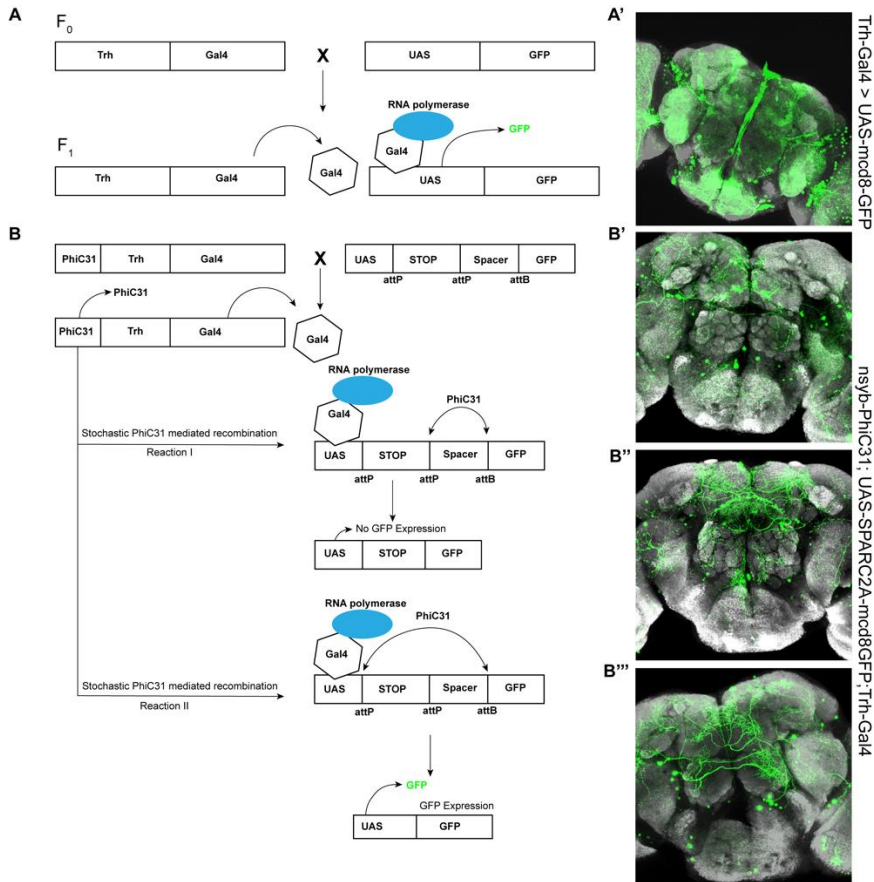 A
F0
Trh Gal4 X UAS GFP
RNA polymerase
GFP
F1
Gal4
Gal4
Trh Gal4 UAS GFP
A'
Trh-Gal4 > UAS-mcd8-GFP
B
PhiC31 Trh Gal4 X UAS STOP Spacer GFP
attP attP attB
PhiC31
PhiC31 Trh Gal4
Gal4
RNA polymerase
PhiC31
Gal4
Stochastic PhiC31 mediated recombination
Reaction I
UAS STOP Spacer GFP
attP attP attB
No GFP Expression
UAS STOP GFP
RNA polymerase
PhiC31
Gal4
Stochastic PhiC31 mediated recombination
Reaction II
UAS STOP Spacer GFP
attP attP attB
GFP
GFP Expression
UAS GFP
B'
B''
B'''
nsyb-PhiC31; UAS-SPARC2A-mcd8GFP;Trh-Gal4